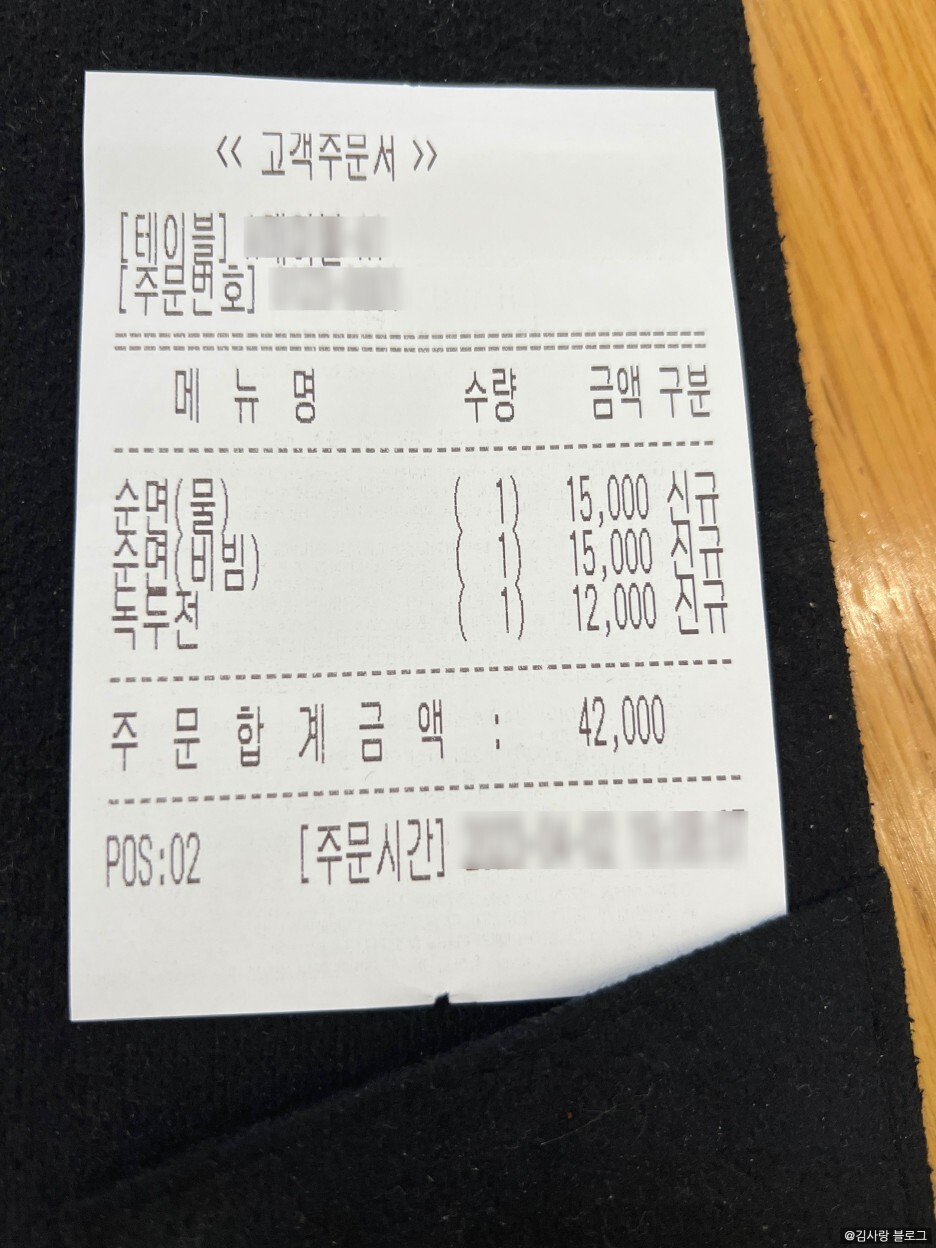 << 고객주문서 >>
[테이블]
[주문번호]
메 뉴 명 수량 금액 구분
순면(물) ( 1) 15,000 신규
순면(비빔) ( 1) 15,000 신규
녹두전 ( 1) 12,000 신규
주 문 합 계 금 액 : 42,000
POS:02 [주문시간]
@김사랑 블로그